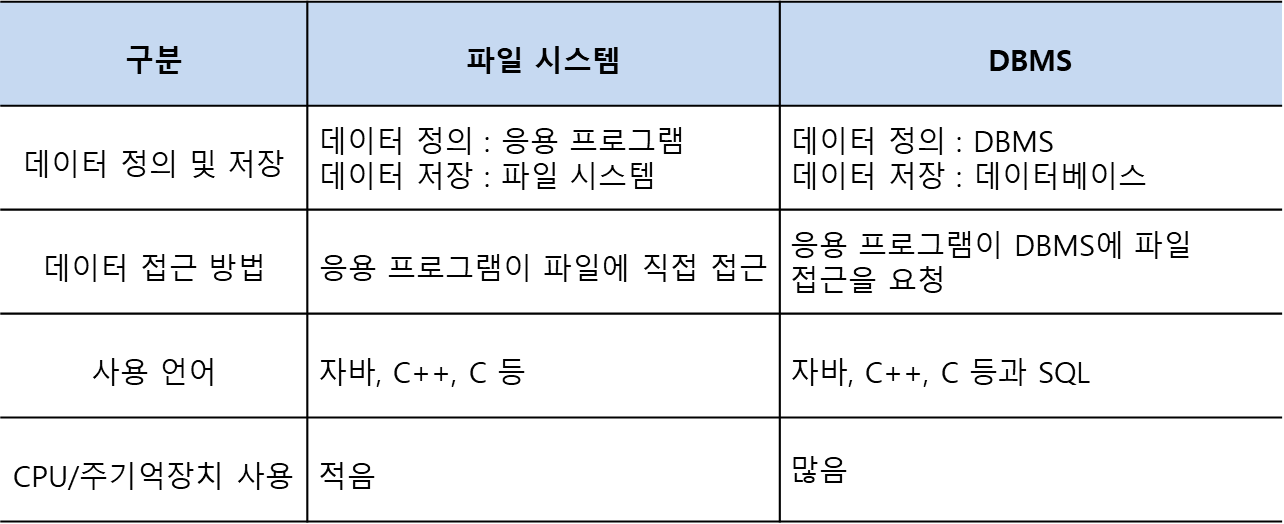 구분
파일 시스템
DBMS
데이터 정의 및 저장
데이터 정의 : 응용 프로그램
데이터 저장 : 파일 시스템
데이터 정의 : DBMS
데이터 저장 : 데이터베이스
데이터 접근 방법
응용 프로그램이 파일에 직접 접근
응용 프로그램이 DBMS에 파일
접근을 요청
사용 언어
자바, C++, C 등
자바, C++, C 등과 SQL
CPU/주기억장치 사용
적음
많음